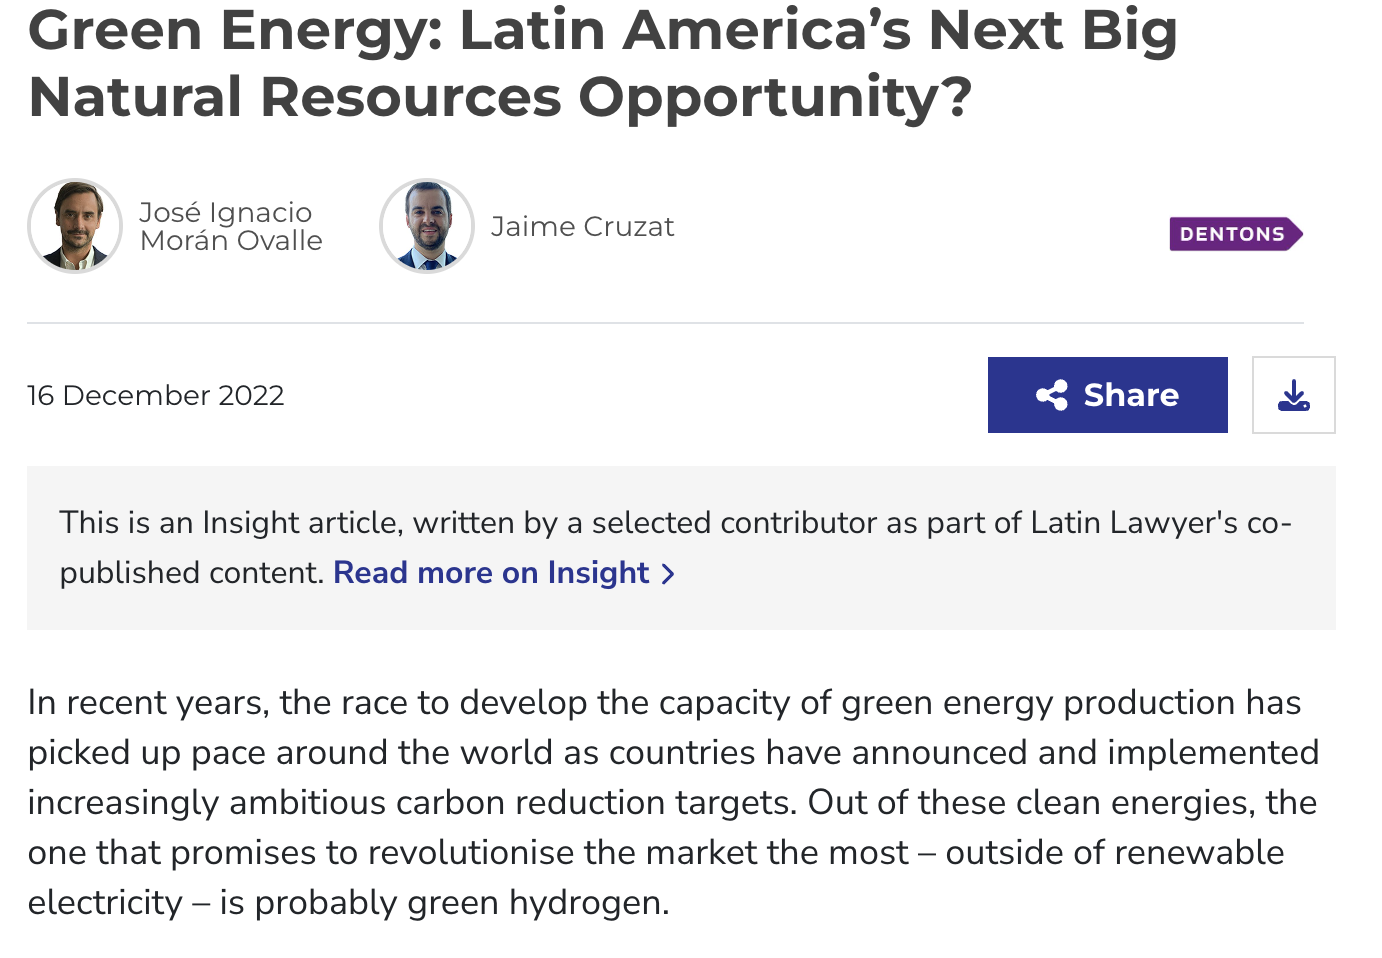 Green Energy: Latin America’s Next Big
Natural Resources Opportunity?
José Ignacio
Morán Ovalle
Jaime Cruzat
DENTONS
16 December 2022
Share
This is an Insight article, written by a selected contributor as part of Latin Lawyer's co-
published content. Read more on Insight
In recent years, the race to develop the capacity of green energy production has
picked up pace around the world as countries have announced and implemented
increasingly ambitious carbon reduction targets. Out of these clean energies, the
one that promises to revolutionise the market the most – outside of renewable
electricity – is probably green hydrogen.